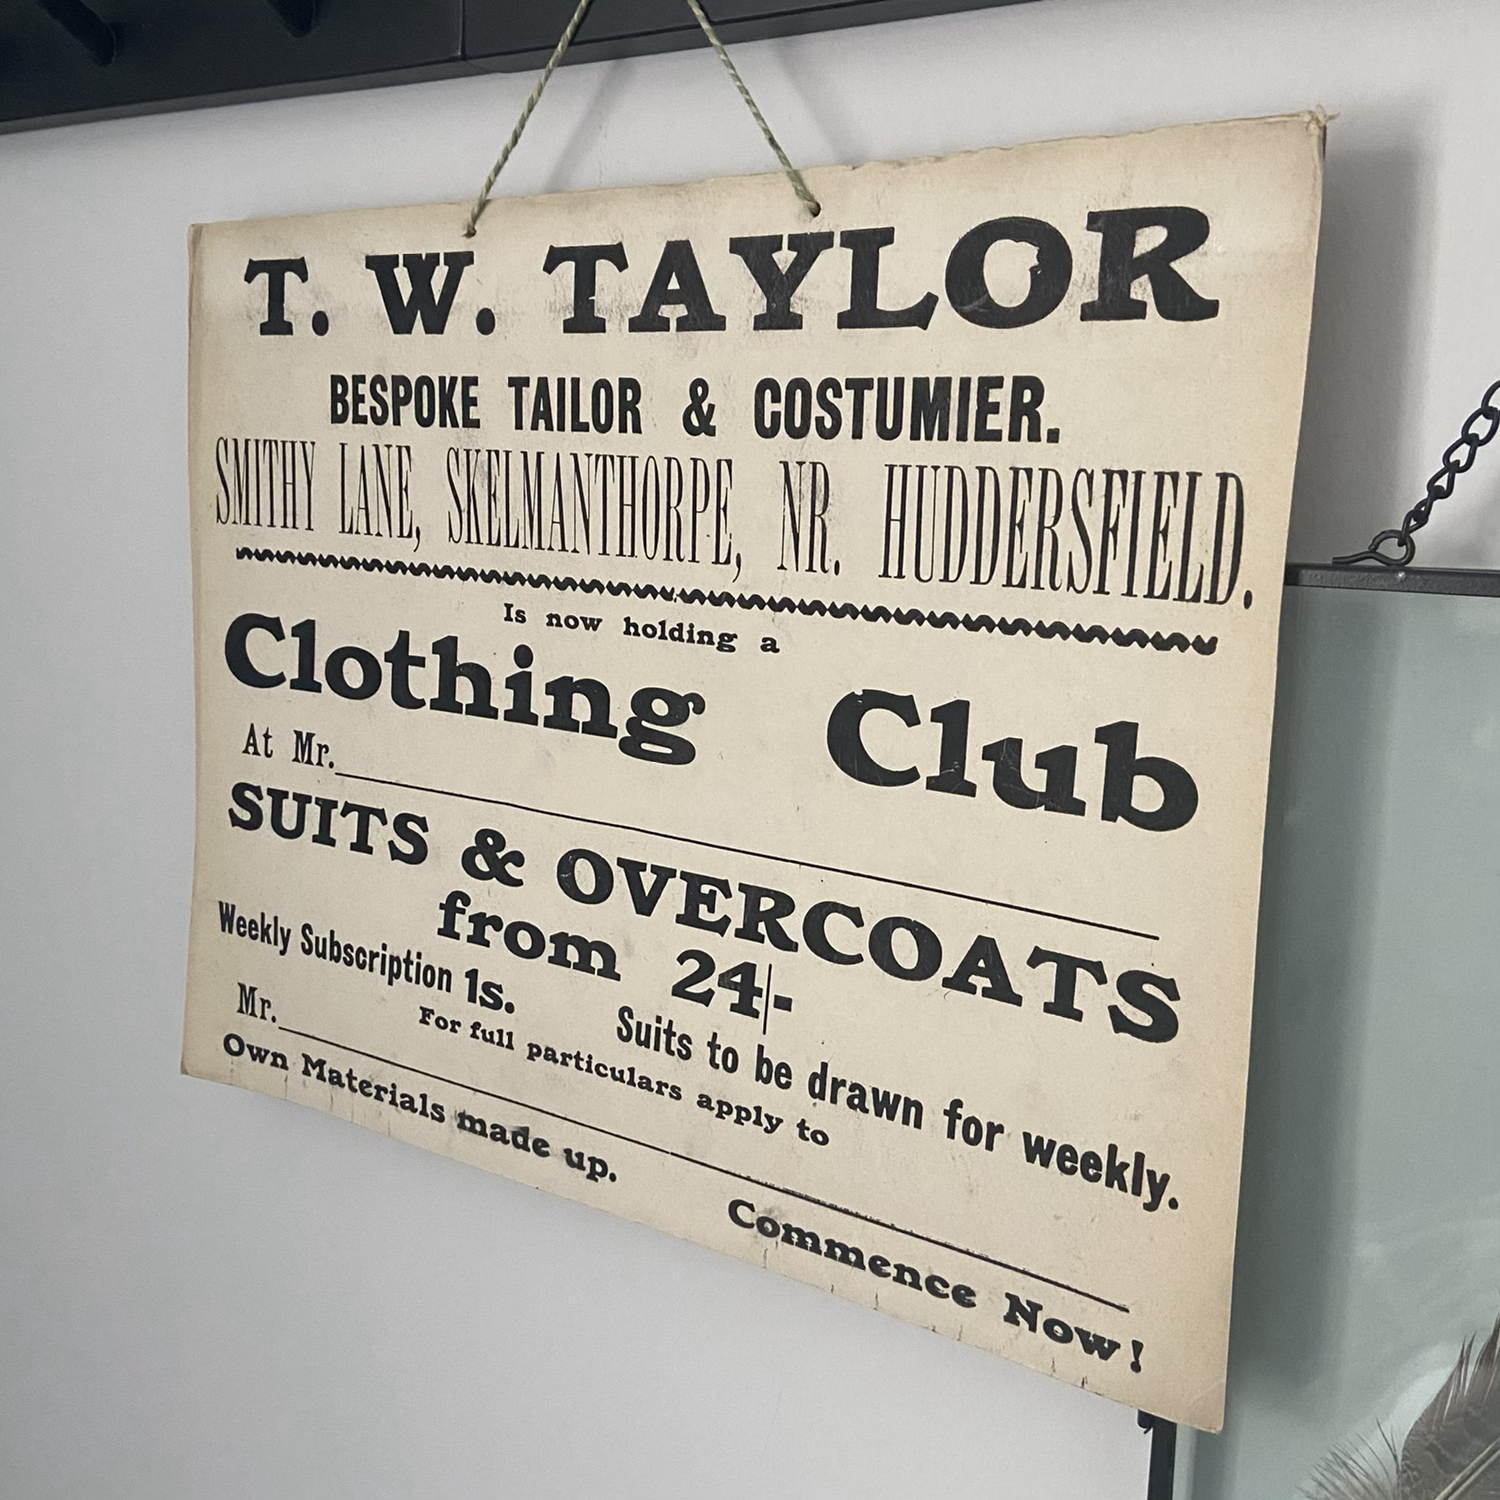 T. W. TAYLOR
BESPOKE TAILOR & COSTUMIER.
SMITHY LANE, SKELMANTHORPE, NR. HUDDERSFIELD.
Is now holding a
Clothing Club
At Mr.
SUITS & OVERCOATS
from 24/-
Weekly Subscription 1s. Suits to be drawn for weekly.
For full particulars apply to
Mr.
Own Materials made up. Commence Now!